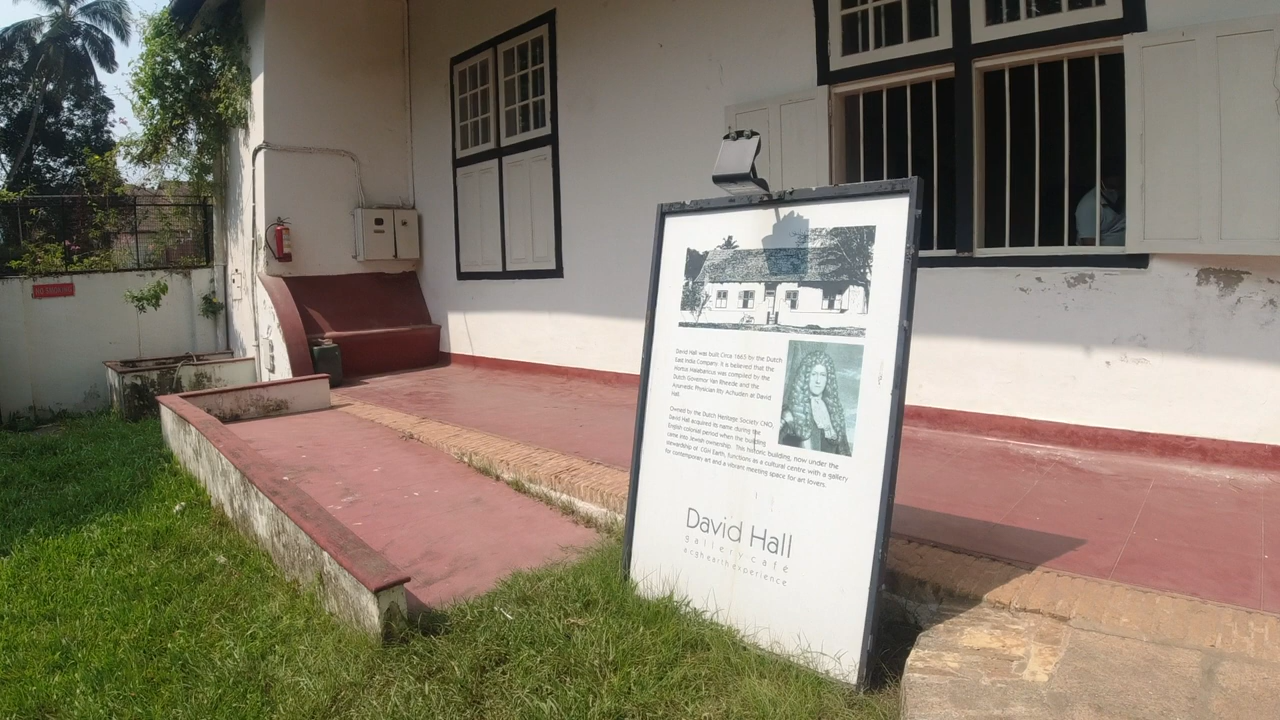 NO SMOKING
David Hall was built Circa 1665 by the Dutch
East India Company. It is believed that the
Hortus Malabaricus was compiled by the
Dutch Governor Van Rheede and the
Ayurvedic Physician Itty Achuden at David
Hall.
Owned by the Dutch Heritage Society CNO,
David Hall acquired its name during the
English colonial period when the building
came into Jewish ownership. This historic building, now under the
stewardship of CGH Earth, functions as a cultural centre with a gallery
for contemporary art and a vibrant meeting space for art lovers.
David Hall
gallery café
a cgh earth experience